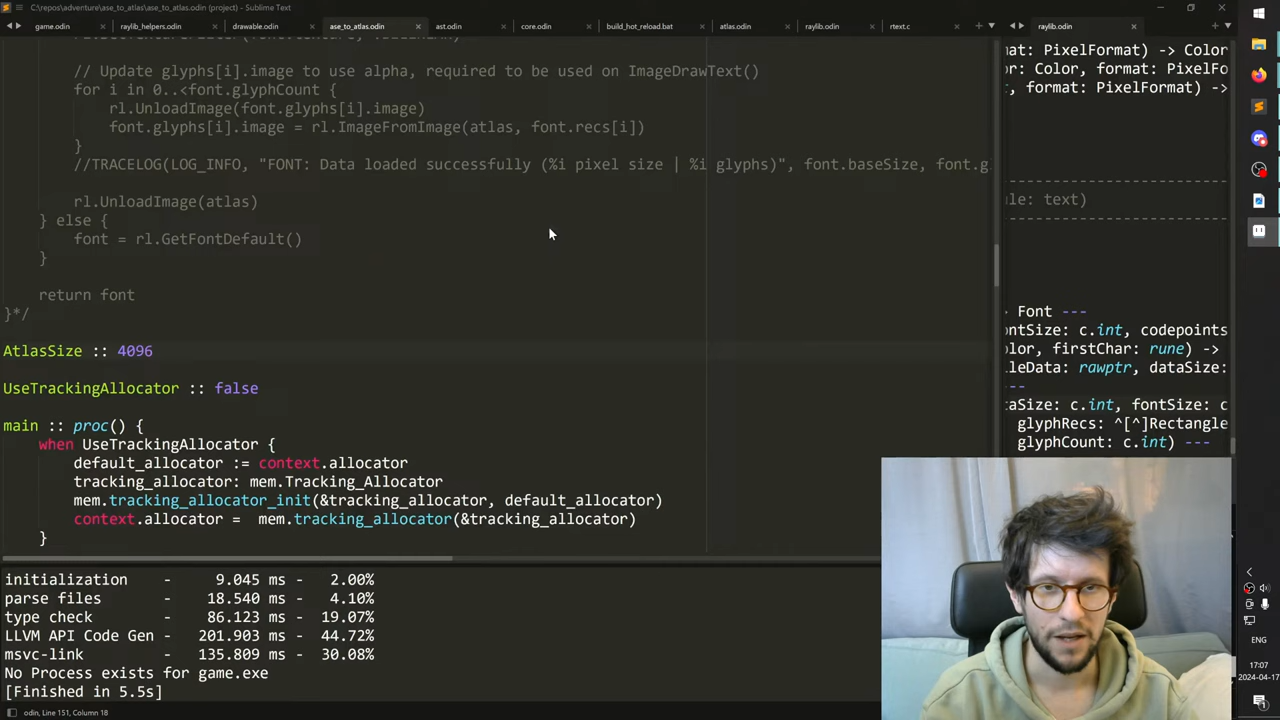 C:\repos\adventure\ase_to_atlas\ase_to_atlas.odin (project) - Sublime Text
game.odin
raylib_helpers.odin
drawable.odin
ase_to_atlas.odin
ast.odin
core.odin
build_hot_reload.bat
atlas.odin
raylib.odin
rtext.c
raylib.odin
// Update glyphs[i].image to use alpha, required to be used on ImageDrawText()
for i in 0..<font.glyphCount {
rl.UnloadImage(font.glyphs[i].image)
font.glyphs[i].image = rl.ImageFromImage(atlas, font.recs[i])
}
//TRACELOG(LOG_INFO, "FONT: Data loaded successfully (%i pixel size | %i glyphs)", font.baseSize, font.g
rl.UnloadImage(atlas)
} else {
font = rl.GetFontDefault()
}
return font
}*/
AtlasSize :: 4096
UseTrackingAllocator :: false
main :: proc() {
when UseTrackingAllocator {
default_allocator := context.allocator
tracking_allocator: mem.Tracking_Allocator
mem.tracking_allocator_init(&tracking_allocator, default_allocator)
context.allocator =  mem.tracking_allocator(&tracking_allocator)
}
mat: PixelFormat) -> Colo
or: Color, format: PixelFo
, format: PixelFormat) ->
le: text)
Font ---
ntSize: c.int, codepoints
olor, firstChar: rune) ->
leData: rawptr, dataSize:
---
taSize: c.int, fontSize: c
glyphRecs: ^[^]Rectangle
glyphCount: c.int) ---
initialization - 9.045 ms - 2.00%
parse files - 18.540 ms - 4.10%
type check - 86.123 ms - 19.07%
LLVM API Code Gen - 201.903 ms - 44.72%
msvc-link - 135.809 ms - 30.08%
No Process exists for game.exe
[Finished in 5.5s]
odin, Line 151, Column 18
ENG
17:07
2024-04-17